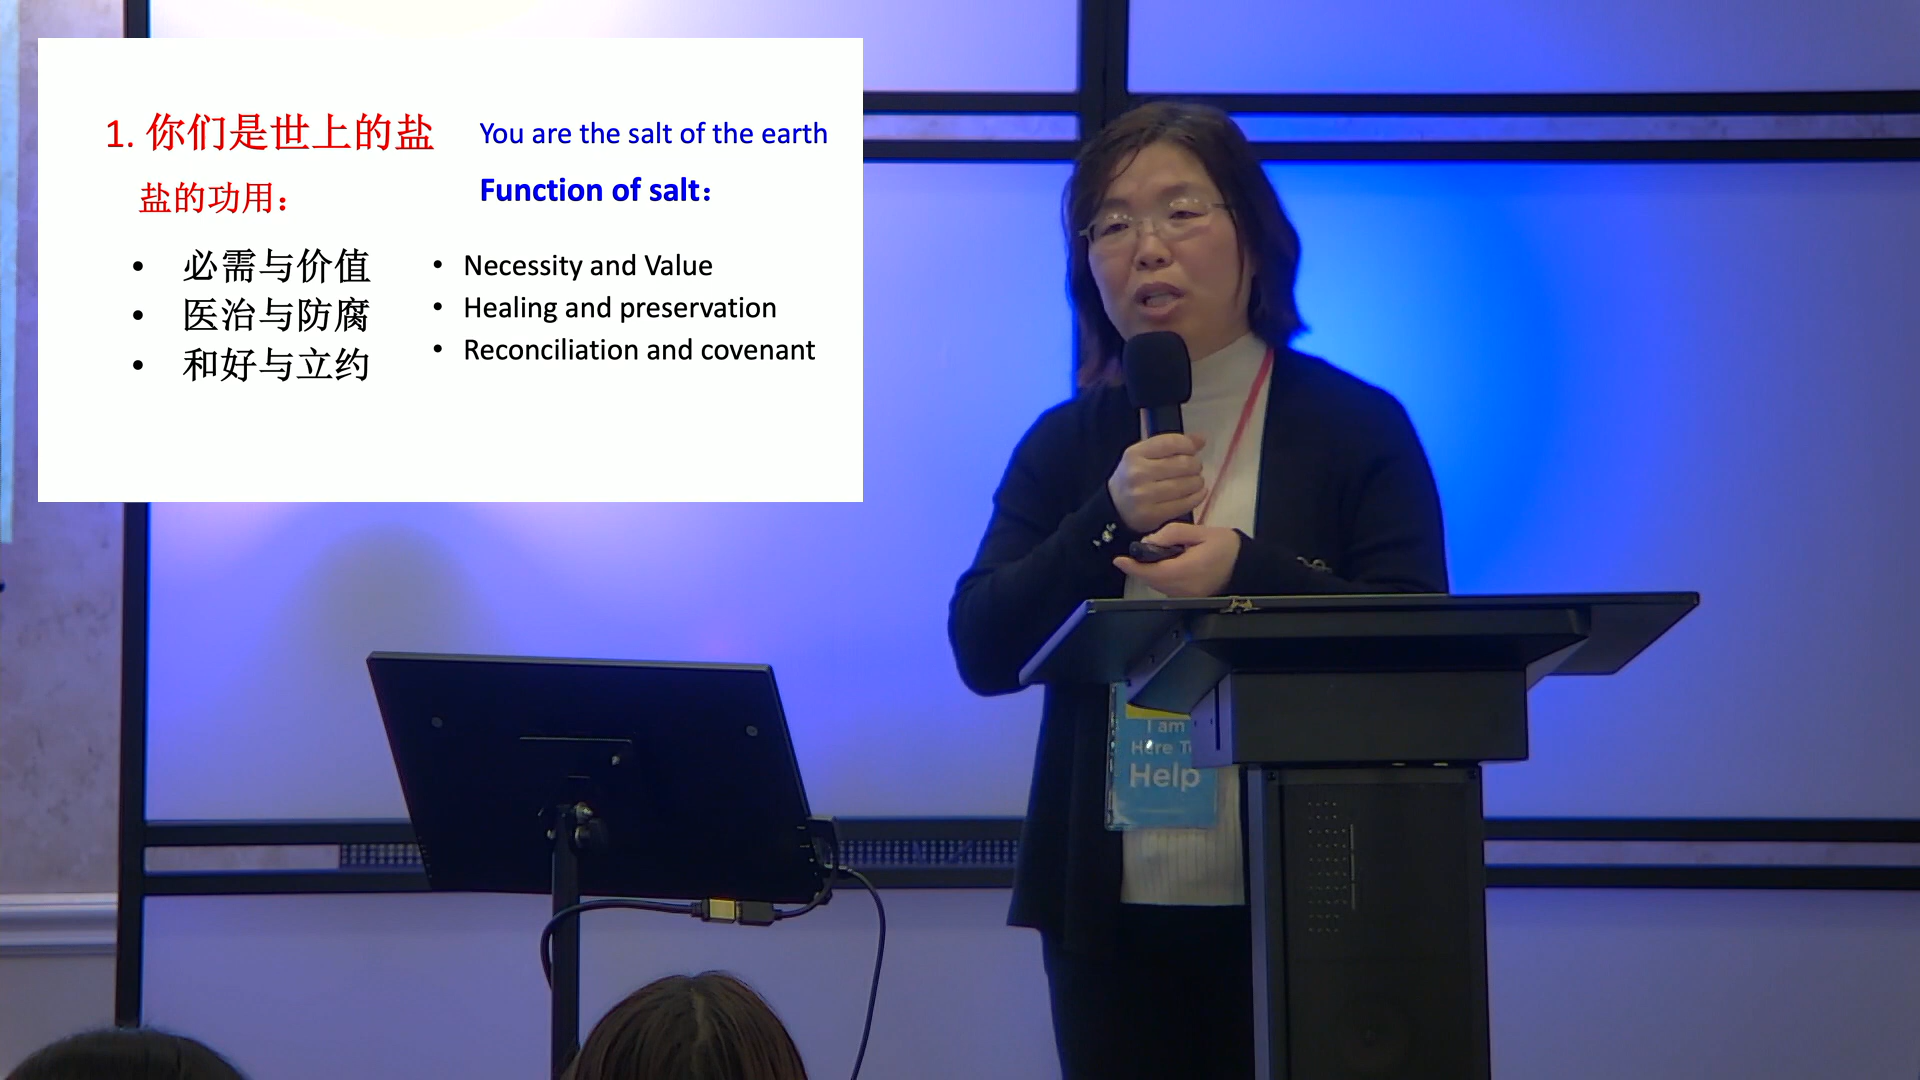 1. 你们是世上的盐
You are the salt of the earth
盐的功用：
Function of salt：
• 必需与价值
• 医治与防腐
• 和好与立约
• Necessity and Value
• Healing and preservation
• Reconciliation and covenant
I am
Here To
Help